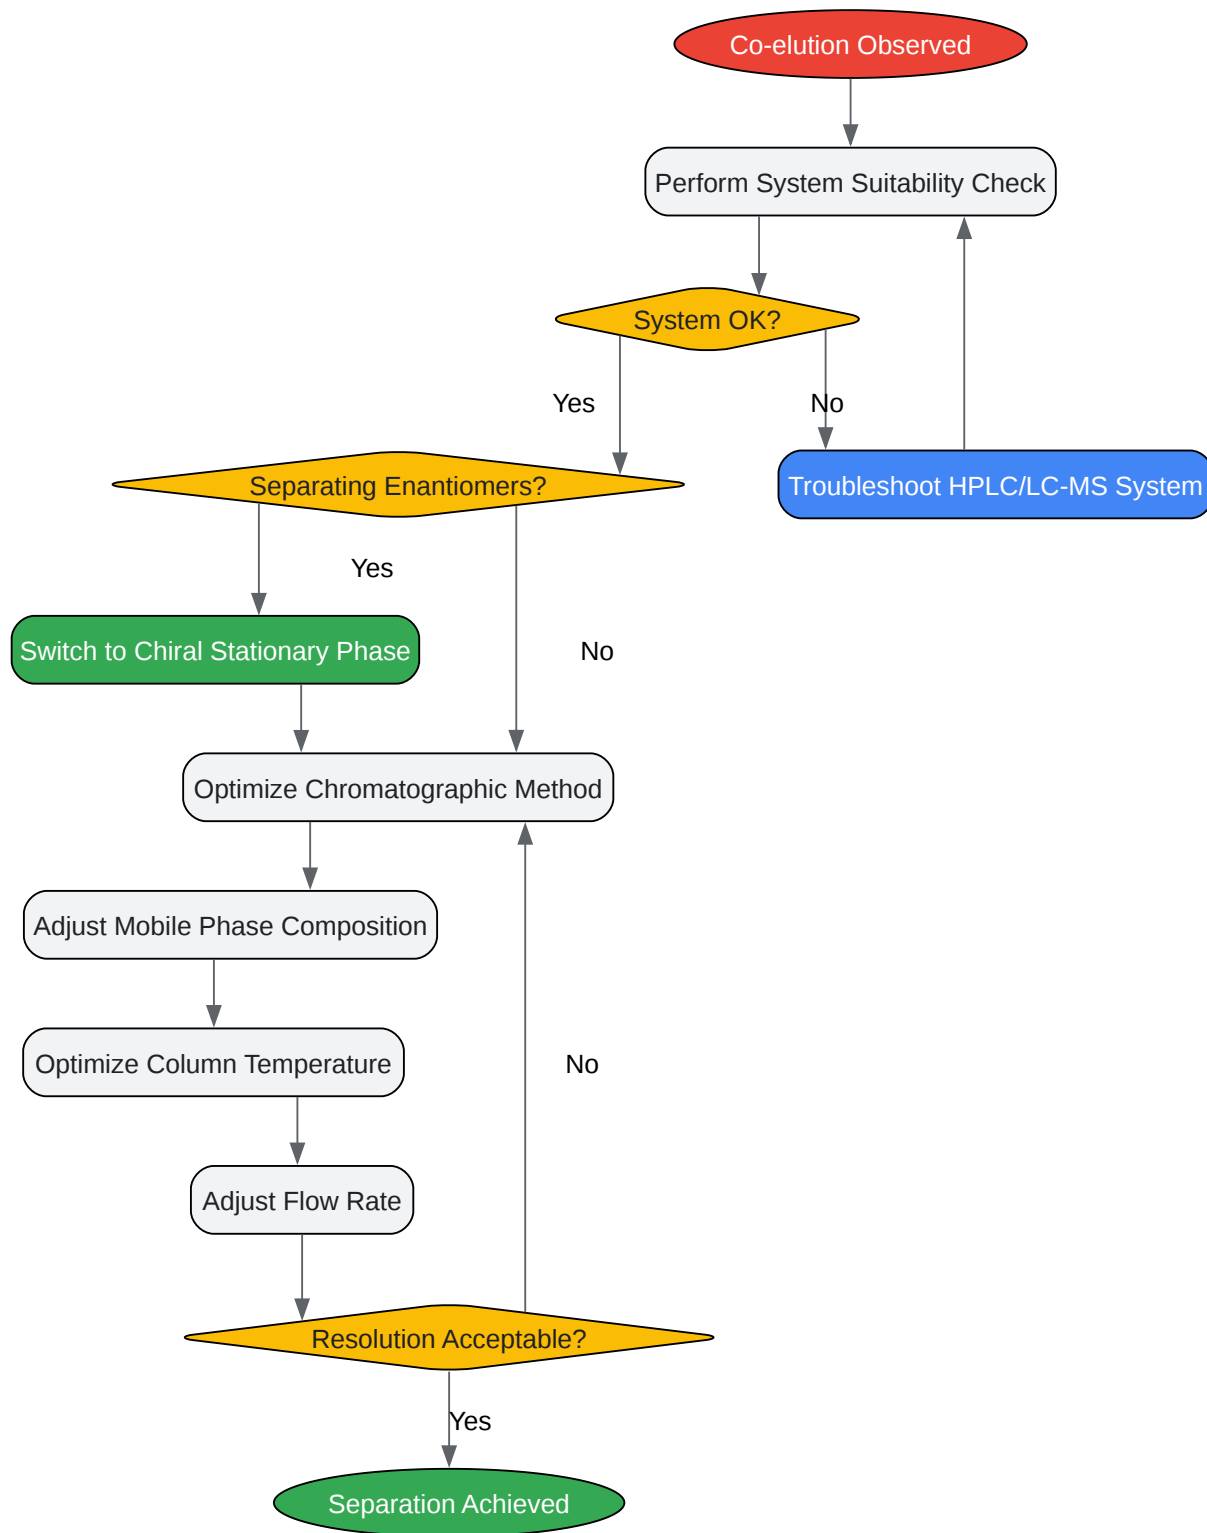 Co-elution Observed
Perform System Suitability Check
System OK?
Yes
No
Separating Enantiomers?
Troubleshoot HPLC/LC-MS System
Yes
Switch to Chiral Stationary Phase
No
Optimize Chromatographic Method
Adjust Mobile Phase Composition
Optimize Column Temperature
No
Adjust Flow Rate
Resolution Acceptable?
Yes
Separation Achieved